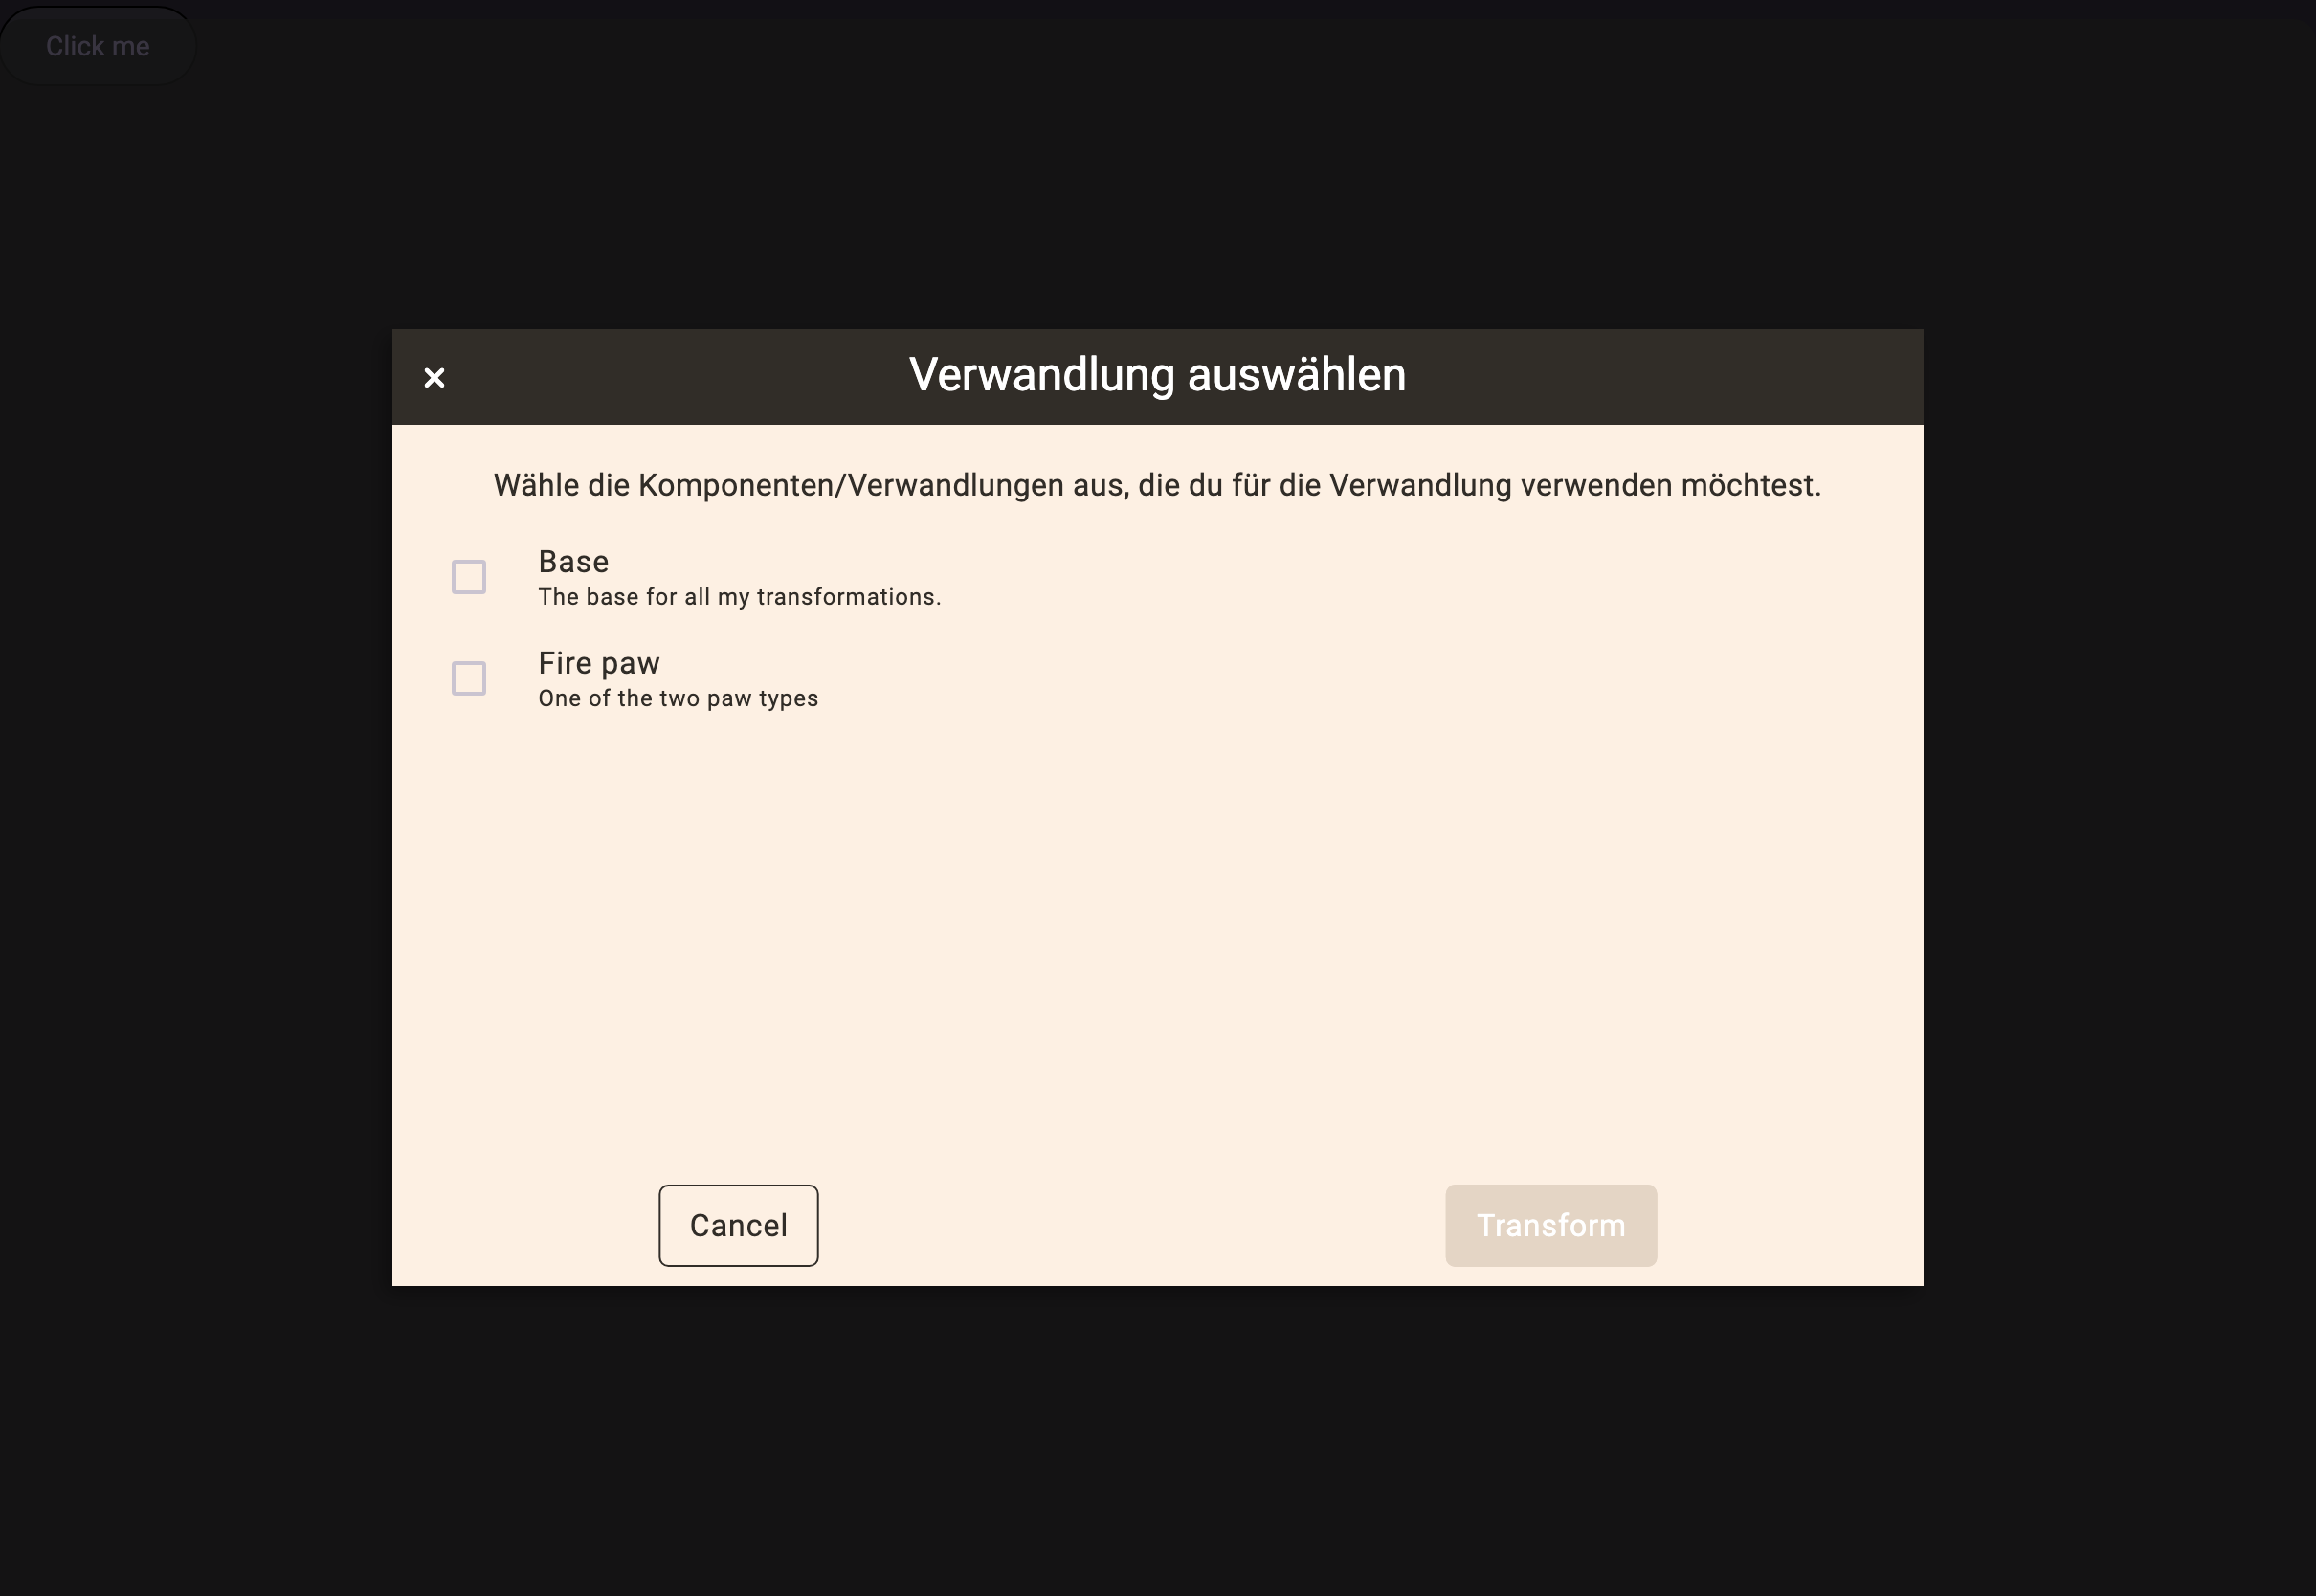 Click me
Verwandlung auswählen
Wähle die Komponenten/Verwandlungen aus, die du für die Verwandlung verwenden möchtest.
Base
The base for all my transformations.
Fire paw
One of the two paw types
Cancel
Transform